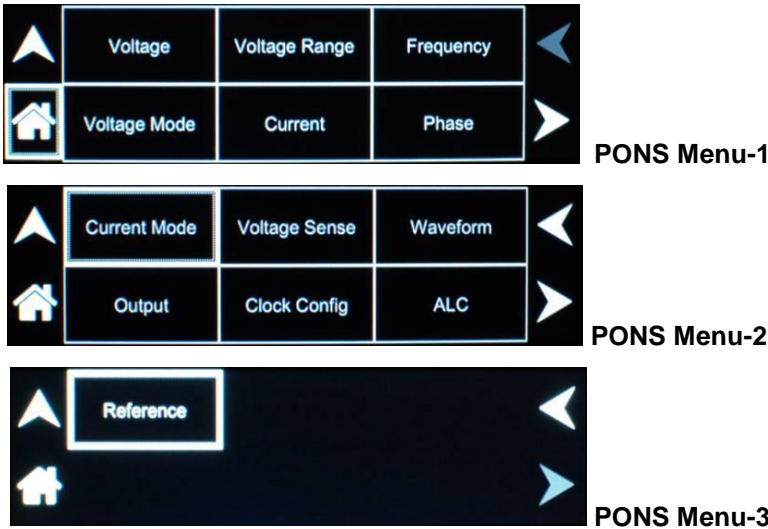 Voltage Voltage Range Frequency
Voltage Mode Current Phase
PONS Menu-1
Current Mode Voltage Sense Waveform
Output Clock Config ALC
PONS Menu-2
Reference
PONS Menu-3